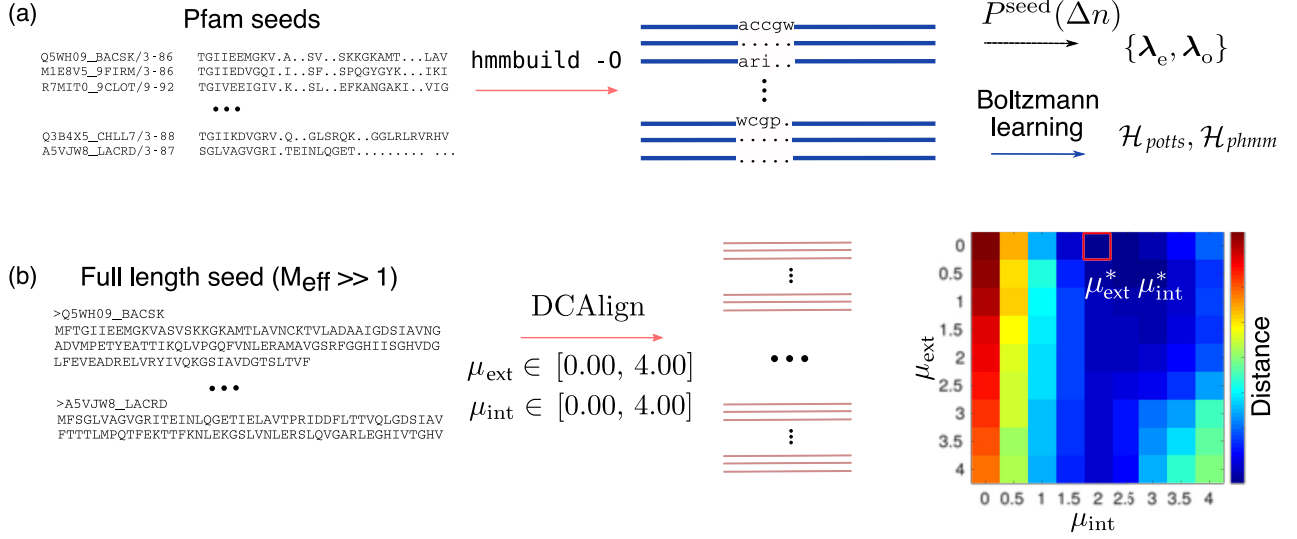 (a)
Pfam seeds
Q5WH09_BACSK/3-86 TGIIEEMGKV.A..SV..SKKGKAMT...LAV
M1E8V5_9FIRM/3-86 TGIIEDVGQI..I..SF..SPQGYGYK...IKI
R7MIT0_9CLOT/9-92 TGIVEEIGIV.K..SL..EFKANGAKI..VIG
•••
Q3B4X5_CHLL7/3-88 TGIIKDVGRV.Q..GLSRQK..GGLRLRVRHV
A5VJW8_LACRD/3-87 SGLVAGVGRI.TEINLQGET......... ...
hmmbuild -O
accgw
.....
ari..
⋮
wcgp.
.....
.....
P^seed(Δn)
{λ_e, λ_o}
Boltzmann
learning
H_potts, H_phmm
(b)
Full length seed (M_eff >> 1)
>Q5WH09_BACSK
MFTGIIEEMGKVASVSKKGKAMTLAVNCKTVLADAAIGDSIAVNG
ADVMPETYEATTIKQLVPGQFVNLERAMAVGSRFGGHIISGHVDG
LFEVEADRELVRYIVQKGSIAVDGTSLTVF
•••
>A5VJW8_LACRD
MFSGLVAGVGRITEINLQGETIELAVTPRIDDFLTTVQLGDSIAV
FTTTLMPQTFEKTTFKNLEKGSLVNLERSLQVGARLEGHIVTGHV
DCAlign
μ_ext ∈ [0.00, 4.00]
μ_int ∈ [0.00, 4.00]
⋮
•••
⋮
μ_ext
0
0.5
1
1.5
2
2.5
3
3.5
4
μ*_ext μ*_int
0 0.5 1 1.5 2 2.5 3 3.5 4
μ_int
Distance